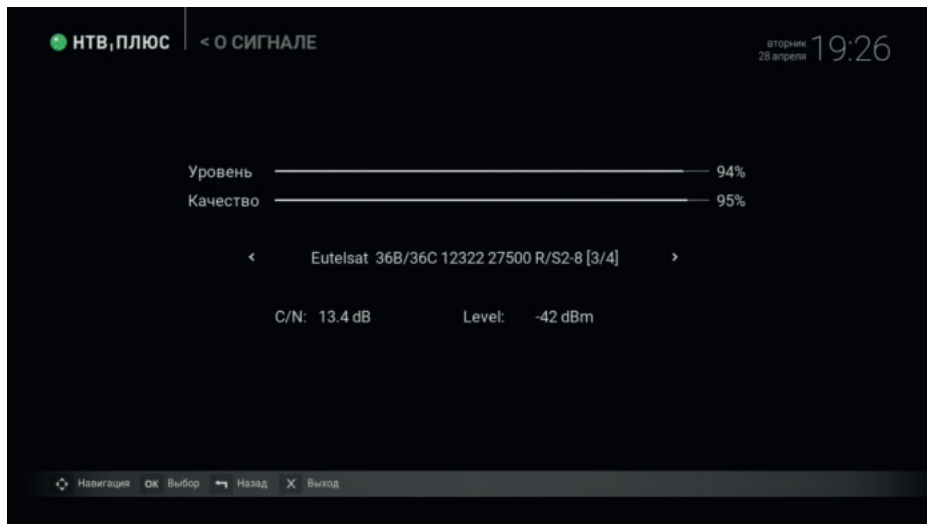 НТВ‚ПЛЮС < О СИГНАЛЕ
вторник
28 апреля 19:26
Уровень 94%
Качество 95%
< Eutelsat 36B/36C 12322 27500 R/S2-8 [3/4] >
C/N: 13.4 dB Level: -42 dBm
Навигация OK Выбор Назад X Выход